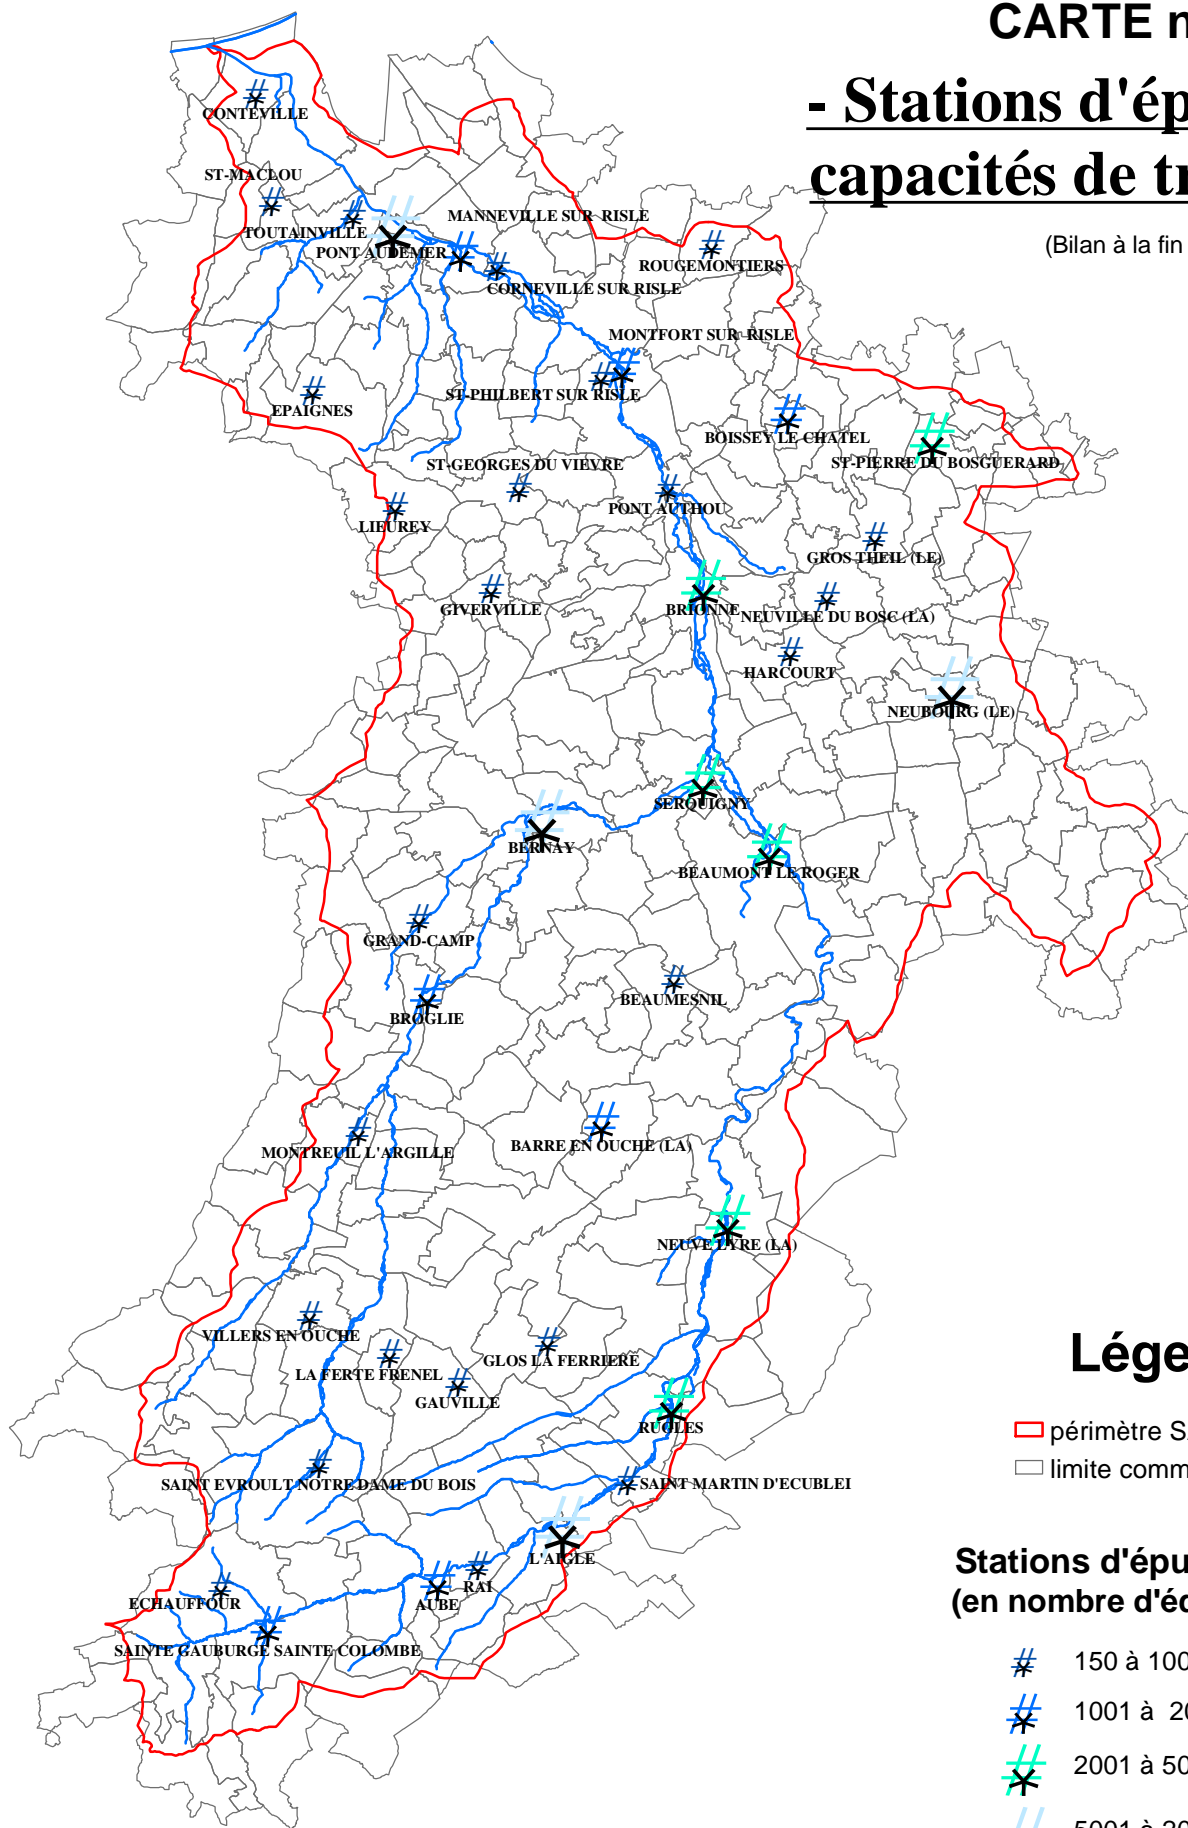 CARTE n
- Stations d'ép
capacités de tr
(Bilan à la fin
CONTEVILLE
ST-MACLOU
TOUTAINVILLE
MANNEVILLE SUR RISLE
PONT AUDEMER
ROUGEMONTIERS
CORNEVILLE SUR RISLE
MONTFORT SUR RISLE
ST-PHILBERT SUR RISLE
EPAIGNES
BOISSEY LE CHATEL
ST-PIERRE DU BOSGUERARD
ST-GEORGES DU VIEVRE
PONT AUTHOU
LIEUREY
GROS THEIL (LE)
GIVERVILLE
BRIONNE
NEUVILLE DU BOSC (LA)
HARCOURT
NEUBOURG (LE)
SERQUIGNY
BERNAY
BEAUMONT LE ROGER
GRAND-CAMP
BEAUMESNIL
BROGLIE
MONTREUIL L'ARGILLE
BARRE EN OUCHE (LA)
NEUVE LYRE (LA)
VILLERS EN OUCHE
GLOS LA FERRIERE
LA FERTE FRENEL
GAUVILLE
RUGLES
SAINT EVROULT NOTRE DAME DU BOIS
SAINT MARTIN D'ECUBLEI
L'AIGLE
RAI
AUBE
ECHAUFFOUR
SAINTE GAUBURGE SAINTE COLOMBE
Lége
périmètre S
limite comm
Stations d'épu
(en nombre d'éq
150 à 100
1001 à 20
2001 à 50
5001 à 20